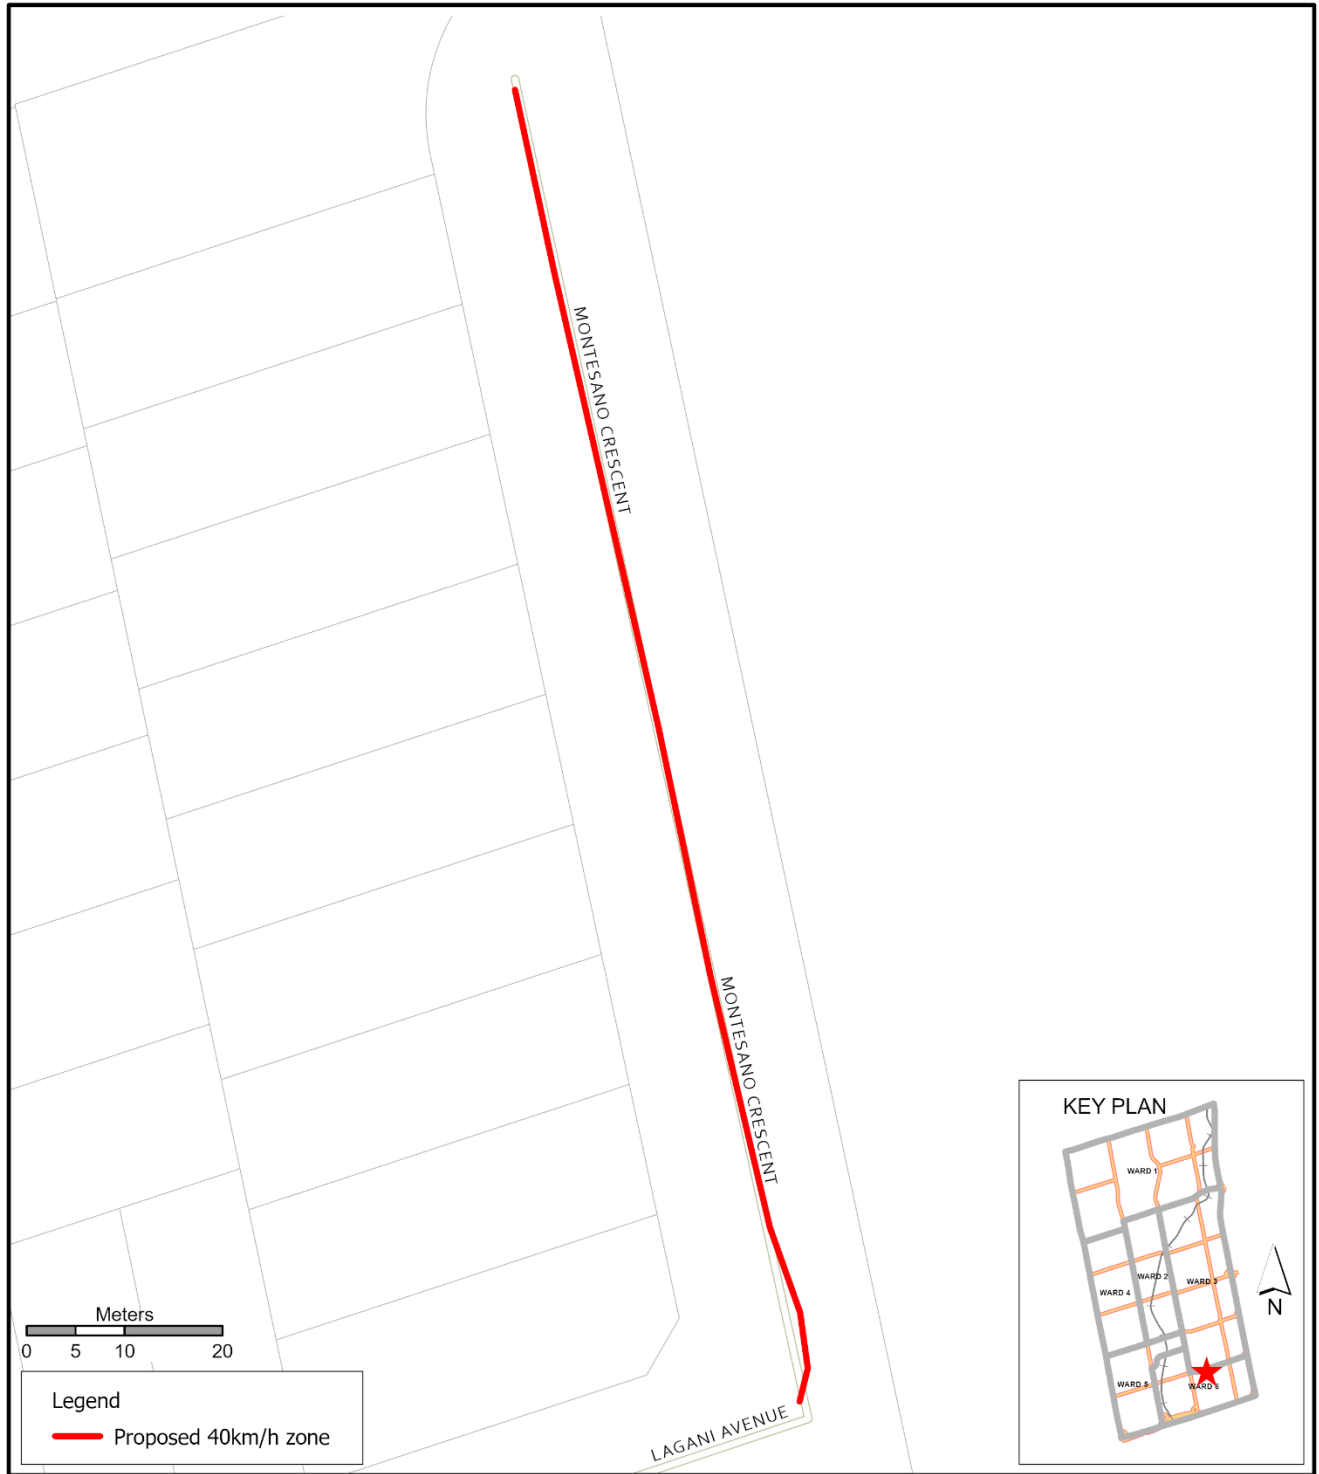 MONTESANO CRESCENT
MONTESANO CRESCENT
LAGANI AVENUE
Meters
0 5 10 20
Legend
Proposed 40km/h zone
KEY PLAN
WARD 1
WARD 2
WARD 3
WARD 4
WARD 5
WARD 6
N